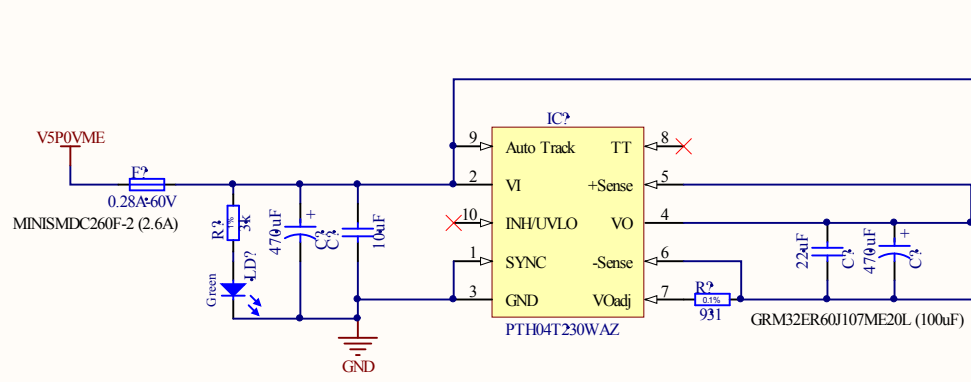 IC?
V5P0VME
F?
0.28A-60V
MINISMDC260F-2 (2.6A)
R?
1%
3k
470uF
+
C?
C?
10uF
Green
LD?
GND
9
Auto Track
TT
8
2
VI
+Sense
5
10
INH/UVLO
VO
4
1
SYNC
-Sense
6
3
GND
VOadj
7
PTH04T230WAZ
R?
0.1%
931
22uF
C?
470uF
+
C?
GRM32ER60J107ME20L (100uF)